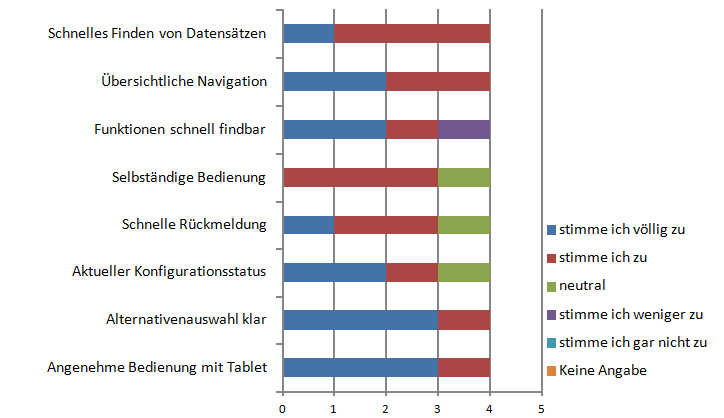 Schnelles Finden von Datensätzen
Übersichtliche Navigation
Funktionen schnell findbar
Selbständige Bedienung
Schnelle Rückmeldung
Aktueller Konfigurationsstatus
Alternativenauswahl klar
Angenehme Bedienung mit Tablet
0 1 2 3 4 5
stimme ich völlig zu
stimme ich zu
neutral
stimme ich weniger zu
stimme ich gar nicht zu
Keine Angabe